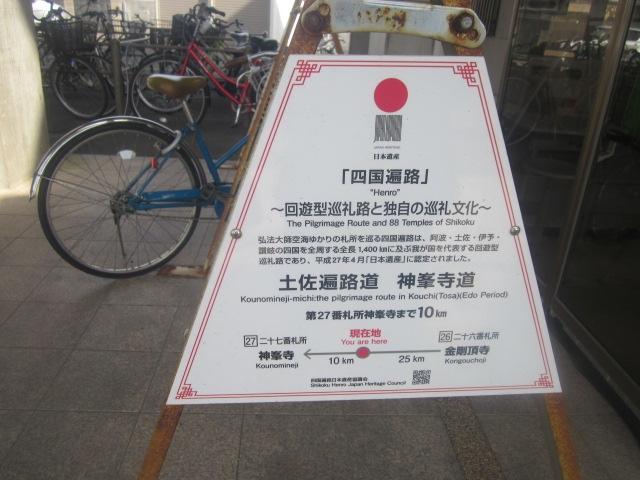 JAPAN HERITAGE
日本遺産
「四国遍路」
"Henro"
〜回遊型巡礼路と独自の巡礼文化〜
The Pilgrimage Route and 88 Temples of Shikoku
弘法大師空海ゆかりの札所を巡る四国遍路は、阿波・土佐・伊予・
讃岐の四国を全周する全長1,400kmに及ぶ我が国を代表する回遊型
巡礼路であり、平成27年4月「日本遺産」に認定されました。
土佐遍路道 神峯寺道
Kounomineji-michi:the pilgrimage route in Kouchi(Tosa)(Edo Period)
第27番札所神峯寺まで10km
27 二十七番札所 現在地 26 二十六番札所
You are here
神峯寺 金剛頂寺
Kounomineji 10 km 25 km Kongouchoji
四国遍路日本遺産協議会
Shikoku Henro Japan Heritage Council